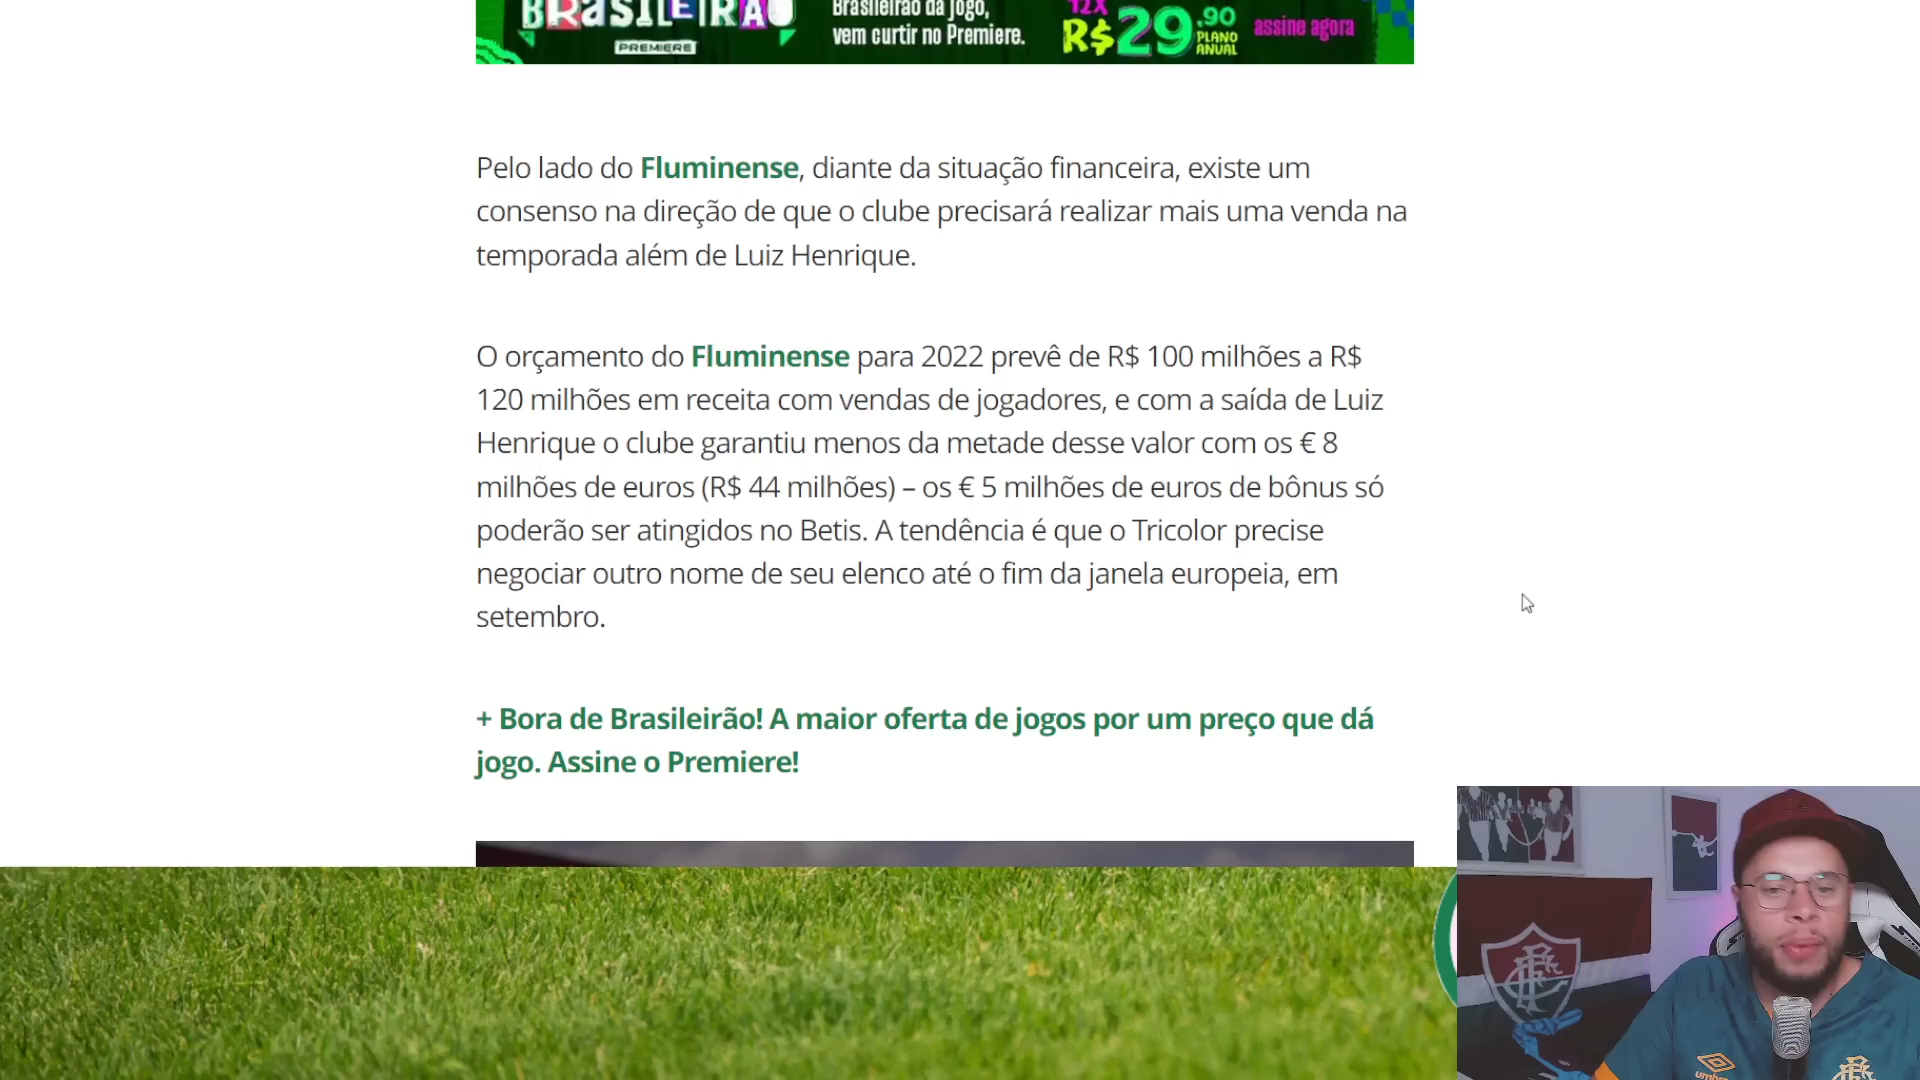 BRASILEIRÃO
PREMIERE
Brasileirão dá jogo,
vem curtir no Premiere.
12X
R$29,90
PLANO
ANUAL
assine agora
Pelo lado do Fluminense, diante da situação financeira, existe um
consenso na direção de que o clube precisará realizar mais uma venda na
temporada além de Luiz Henrique.
O orçamento do Fluminense para 2022 prevê de R$ 100 milhões a R$
120 milhões em receita com vendas de jogadores, e com a saída de Luiz
Henrique o clube garantiu menos da metade desse valor com os € 8
milhões de euros (R$ 44 milhões) – os € 5 milhões de euros de bônus só
poderão ser atingidos no Betis. A tendência é que o Tricolor precise
negociar outro nome de seu elenco até o fim da janela europeia, em
setembro.
+ Bora de Brasileirão! A maior oferta de jogos por um preço que dá
jogo. Assine o Premiere!
umbro